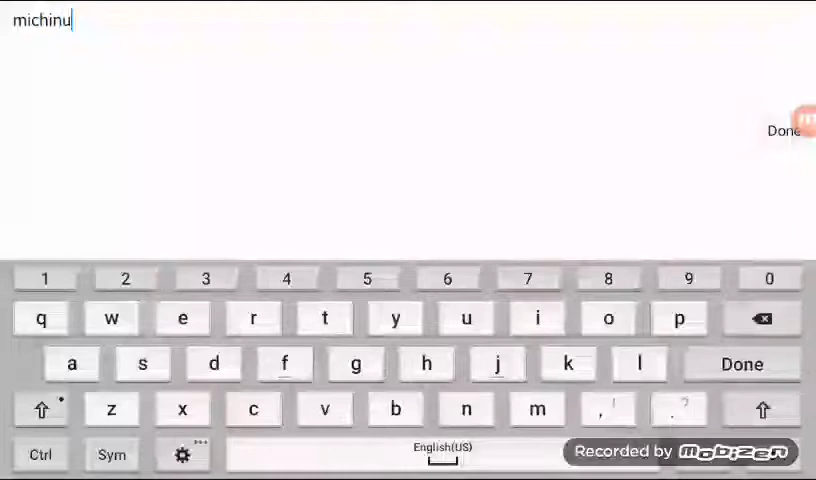 michinu
Done
1 2 3 4 5 6 7 8 9 0
q w e r t y u i o p
a s d f g h j k l Done
z x c v b n m , ! . ?
Ctrl Sym English(US)
Recorded by mobizen